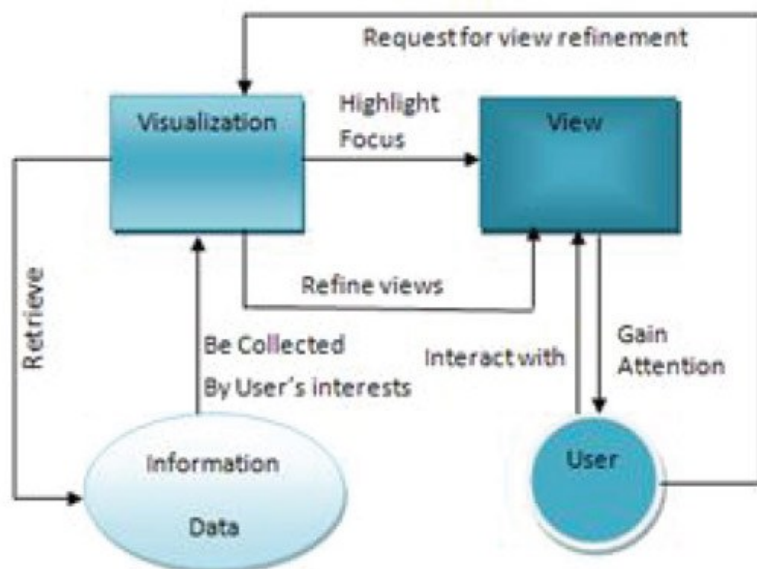 Request for view refinement
Visualization
Highlight
Focus
View
Retrieve
Refine views
Be Collected
By User's interests
Interact with
Gain
Attention
Information
Data
User